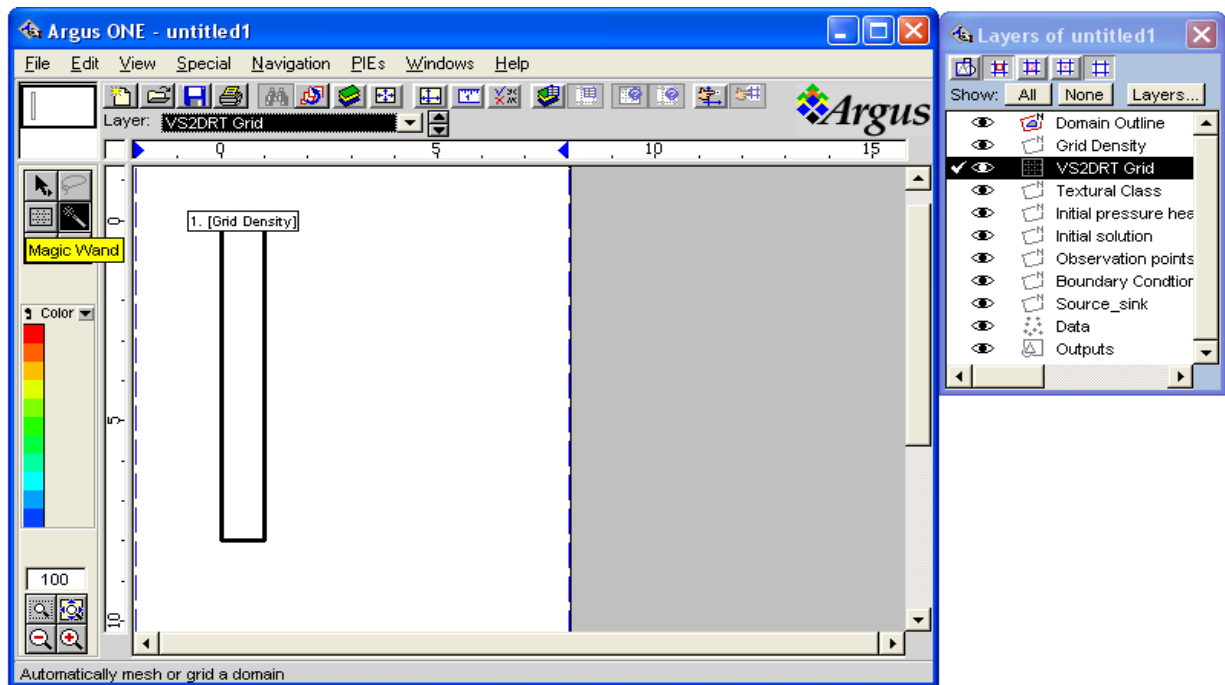 Argus ONE - untitled1
File Edit View Special Navigation PIEs Windows Help
Layer: VS2DRT Grid
Argus
0 5 10 15
0
1. [Grid Density]
Magic Wand
Color
5
100
10
Automatically mesh or grid a domain
Layers of untitled1
Show: All None Layers...
Domain Outline
Grid Density
VS2DRT Grid
Textural Class
Initial pressure hea
Initial solution
Observation points
Boundary Condtior
Source_sink
Data
Outputs